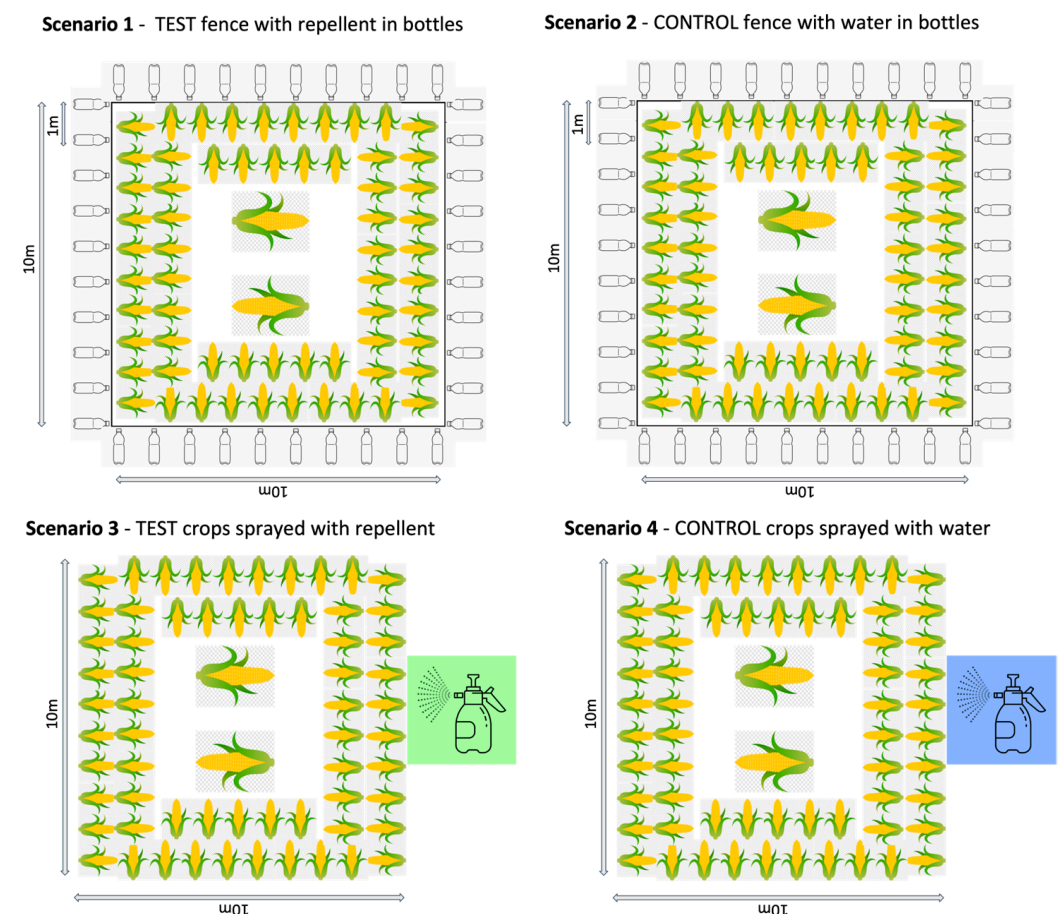 Scenario 1 - TEST fence with repellent in bottles
Scenario 2 - CONTROL fence with water in bottles
1m
10m
10m
1m
10m
10m
Scenario 3 - TEST crops sprayed with repellent
Scenario 4 - CONTROL crops sprayed with water
10m
10m
10m
10m